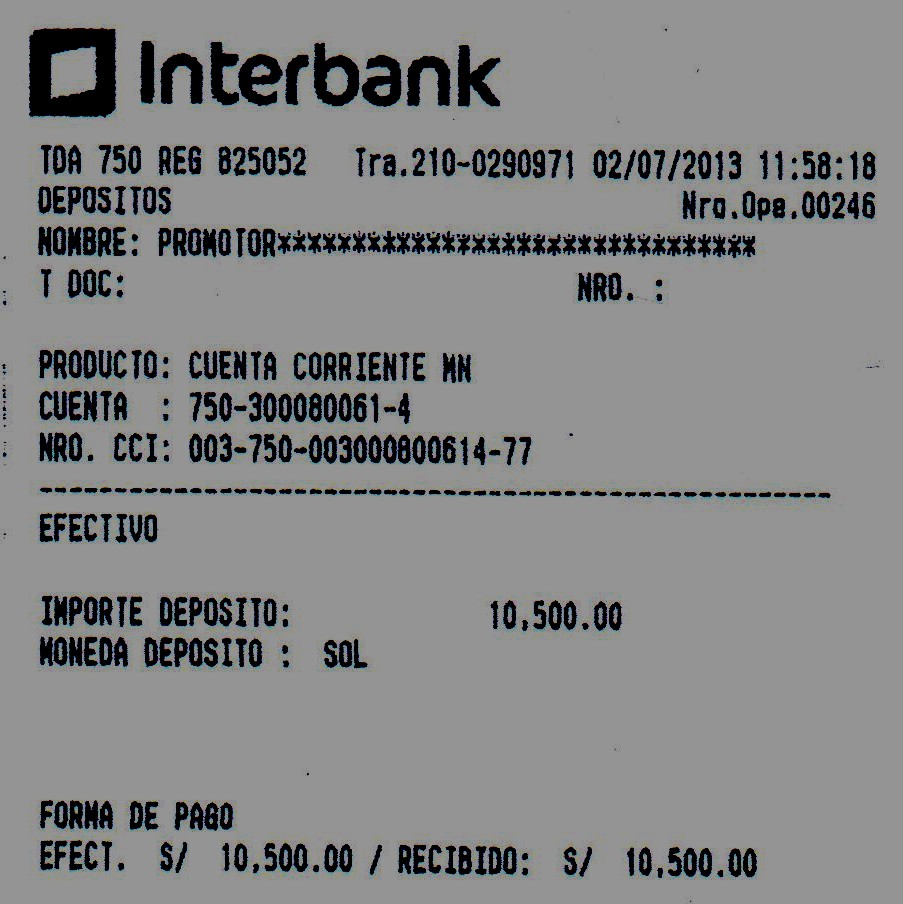 Interbank
TDA 750 REG 825052 Tra.210-0290971 02/07/2013 11:58:18
DEPOSITOS Nro.Ope.00246
NOMBRE: PROMOTOR********************************
T DOC: NRO. :
PRODUCTO: CUENTA CORRIENTE MN
CUENTA : 750-300080061-4
NRO. CCI: 003-750-003000800614-77
-----------------------------------------------------
EFECTIVO
IMPORTE DEPOSITO: 10,500.00
MONEDA DEPOSITO : SOL
FORMA DE PAGO
EFECT. S/ 10,500.00 / RECIBIDO: S/ 10,500.00